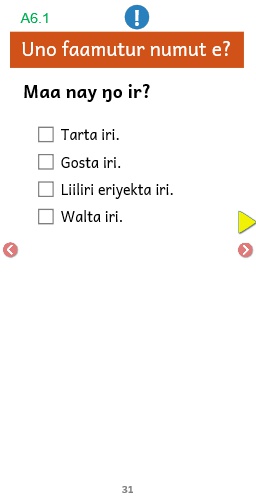 A6.1
!
Uno faamutur numut e?
Maa nay ŋo ir?
Tarta iri.
Gosta iri.
Liiliri eriyekta iri.
Walta iri.
31